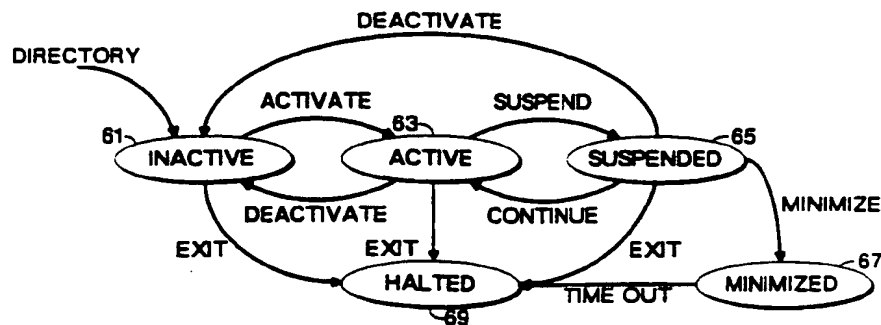 DEACTIVATE
DIRECTORY
ACTIVATE
SUSPEND
61
63
65
INACTIVE
ACTIVE
SUSPENDED
DEACTIVATE
CONTINUE
MINIMIZE
EXIT
EXIT
EXIT
67
HALTED
TIME OUT
MINIMIZED
69